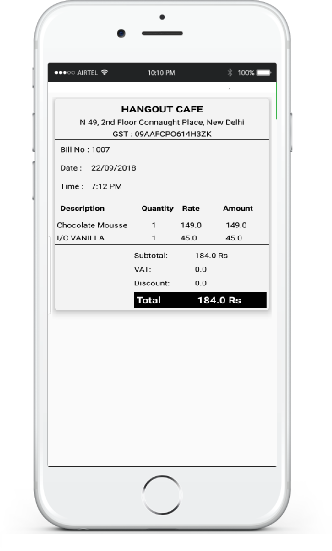 AIRTEL 10:10 PM 100%
HANGOUT CAFE
N 49, 2nd Floor Connaught Place, New Delhi
GST : 09AAFCPO614H3ZK
Bill No : 1007
Date : 22/09/2018
Time : 7:12 PM
Description Quantity Rate Amount
Chocolate Mousse 1 149.0 149.0
I/C VANILLA 1 45.0 45.0
Subtotal: 184.0 Rs
VAT: 0.0
Discount: 0.0
Total 184.0 Rs